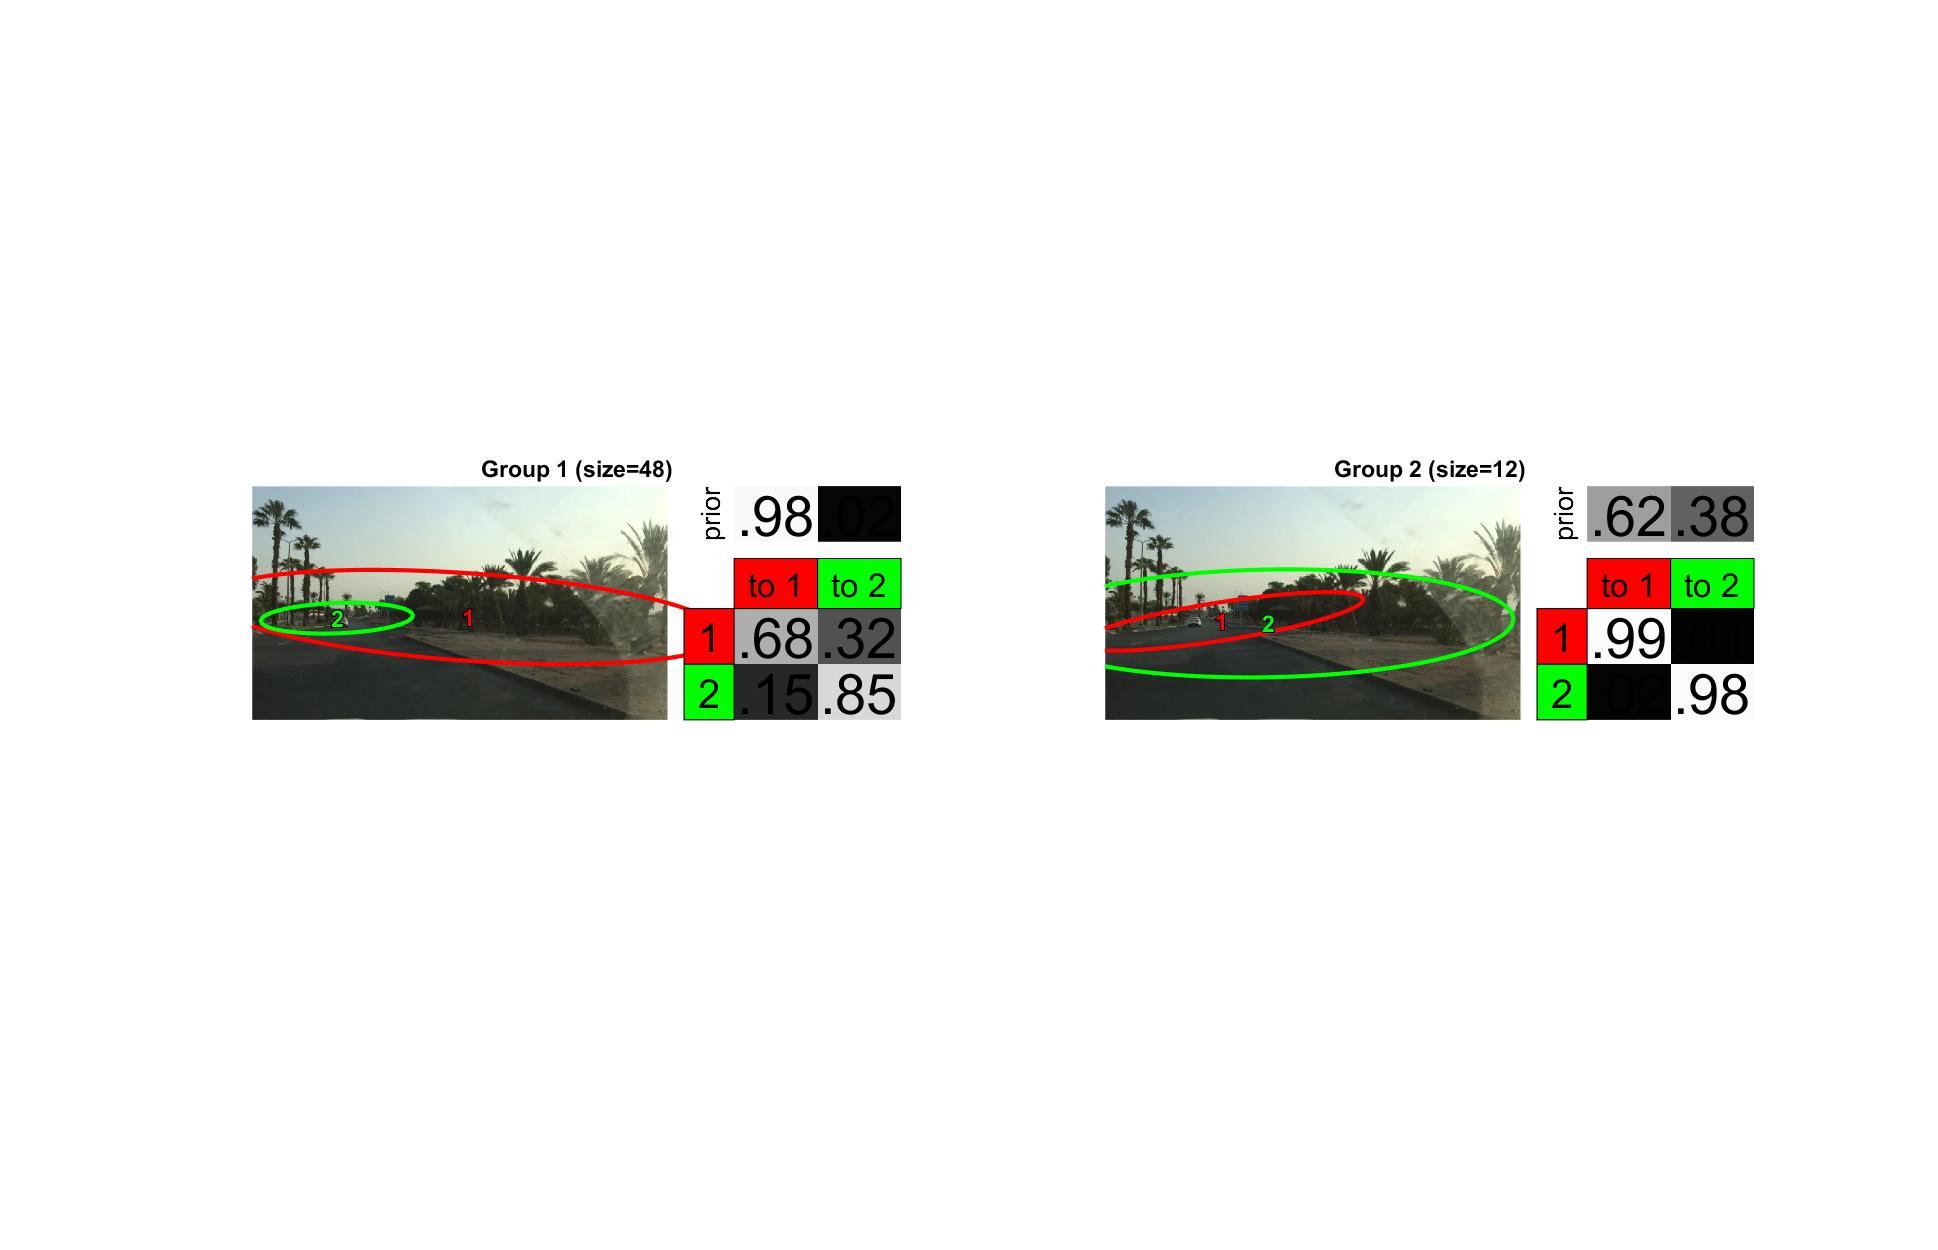 Group 1 (size=48)
prior
.98 .02
to 1 to 2
1 .68 .32
2 .15 .85
2 1
Group 2 (size=12)
prior
.62 .38
to 1 to 2
1 .99 .01
2 .02 .98
1 2